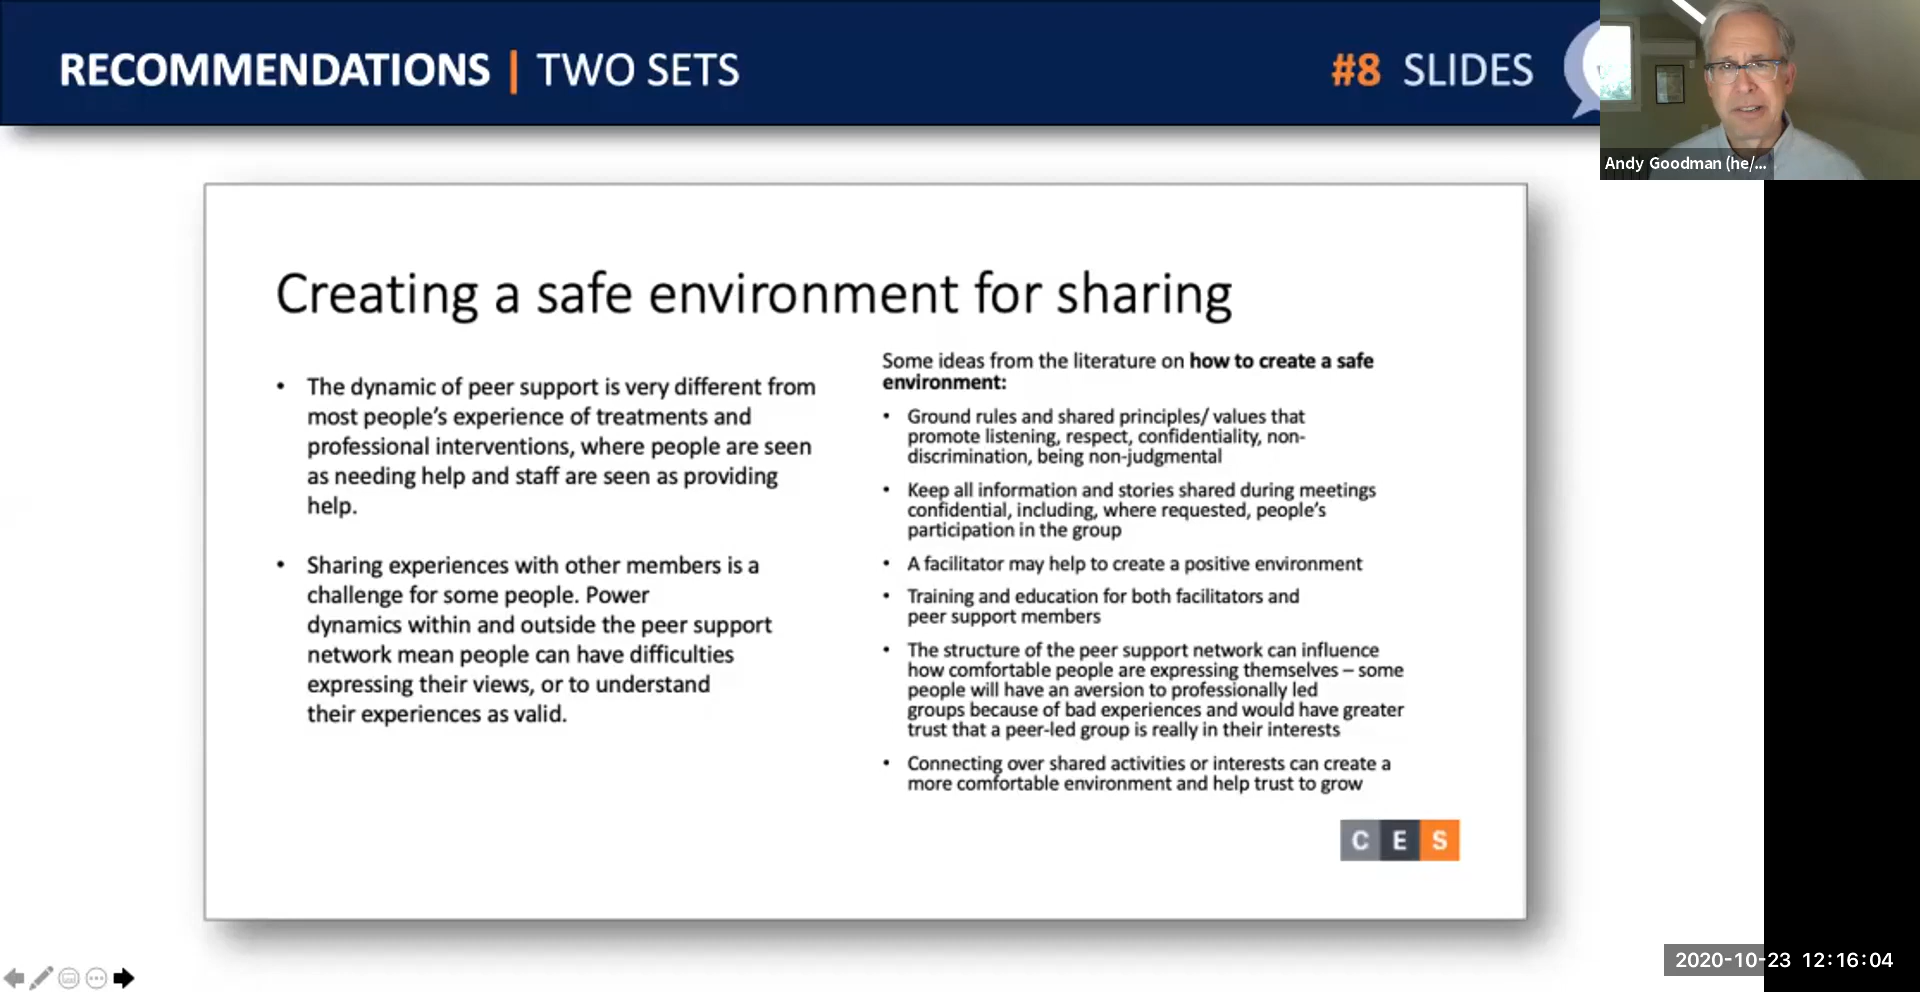 RECOMMENDATIONS | TWO SETS
#8 SLIDES
Andy Goodman (he/...
Creating a safe environment for sharing
• The dynamic of peer support is very different from
most people's experience of treatments and
professional interventions, where people are seen
as needing help and staff are seen as providing
help.
• Sharing experiences with other members is a
challenge for some people. Power
dynamics within and outside the peer support
network mean people can have difficulties
expressing their views, or to understand
their experiences as valid.
Some ideas from the literature on how to create a safe
environment:
• Ground rules and shared principles/ values that
promote listening, respect, confidentiality, non-
discrimination, being non-judgmental
• Keep all information and stories shared during meetings
confidential, including, where requested, people's
participation in the group
• A facilitator may help to create a positive environment
• Training and education for both facilitators and
peer support members
• The structure of the peer support network can influence
how comfortable people are expressing themselves – some
people will have an aversion to professionally led
groups because of bad experiences and would have greater
trust that a peer-led group is really in their interests
• Connecting over shared activities or interests can create a
more comfortable environment and help trust to grow
C E S
2020-10-23 12:16:04